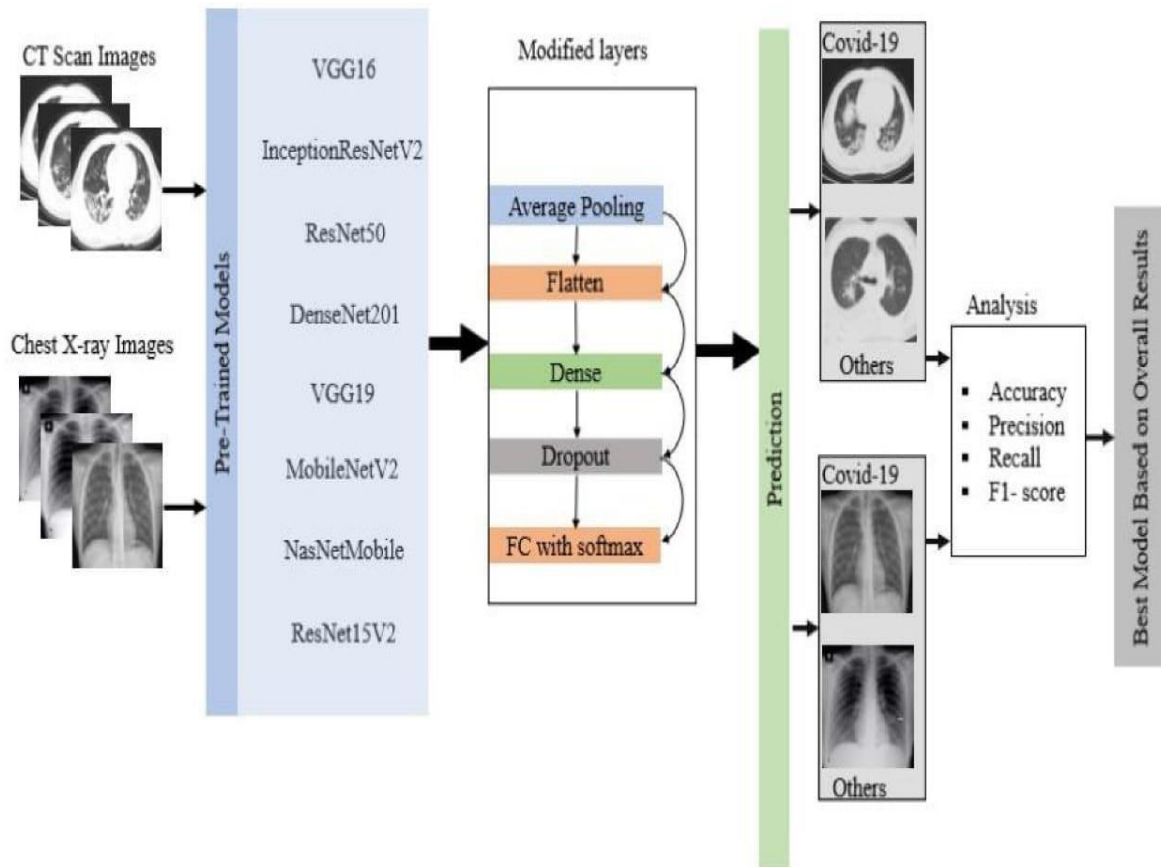 CT Scan Images
Chest X-ray Images
Pre-Trained Models
VGG16
InceptionResNetV2
ResNet50
DenseNet201
VGG19
MobileNetV2
NasNetMobile
ResNet15V2
Modified layers
Average Pooling
Flatten
Dense
Dropout
FC with softmax
Prediction
Covid-19
Others
Covid-19
Others
Analysis
▪ Accuracy
▪ Precision
▪ Recall
▪ F1- score
Best Model Based on Overall Results